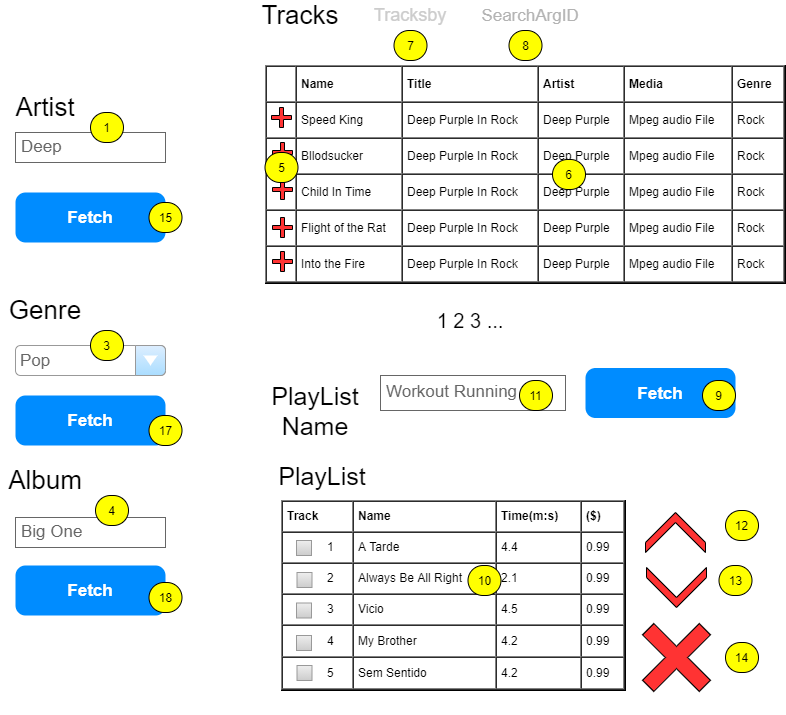 Tracks Tracksby SearchArgID
7 8
Artist
1
Deep
Fetch 15
Name Title Artist Media Genre
Speed King Deep Purple In Rock Deep Purple Mpeg audio File Rock
Bllodsucker Deep Purple In Rock Deep Purple Mpeg audio File Rock
5 6
Child In Time Deep Purple In Rock Deep Purple Mpeg audio File Rock
Flight of the Rat Deep Purple In Rock Deep Purple Mpeg audio File Rock
Into the Fire Deep Purple In Rock Deep Purple Mpeg audio File Rock
1 2 3 ...
Genre
3
Pop
Fetch
17
PlayList
Name
Workout Running 11
Fetch 9
Album
4
Big One
Fetch
18
PlayList
Track Name Time(m:s) ($)
1 A Tarde 4.4 0.99
2 Always Be All Right 10 2.1 0.99
3 Vicio 4.5 0.99
4 My Brother 4.2 0.99
5 Sem Sentido 4.2 0.99
12
13
14